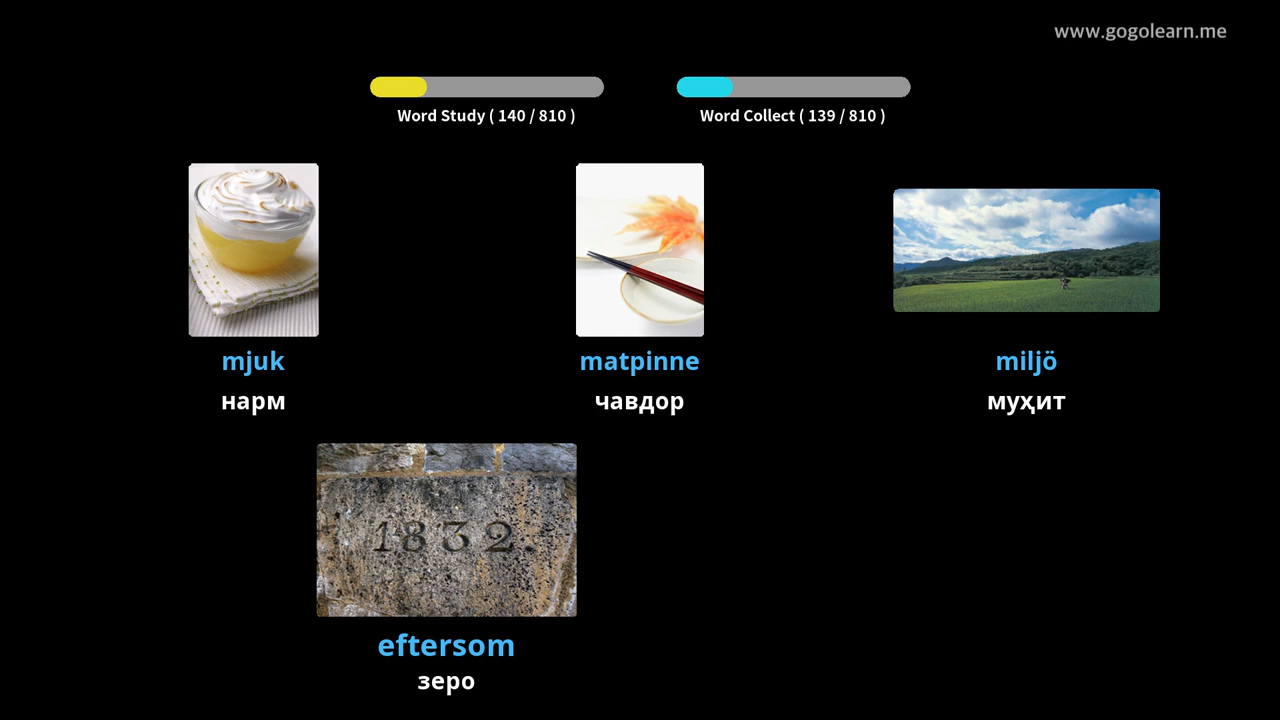 www.gogolearn.me
Word Study ( 140 / 810 )
Word Collect ( 139 / 810 )
mjuk
нарм
matpinne
чавдор
miljö
муҳит
1832
eftersom
зеро